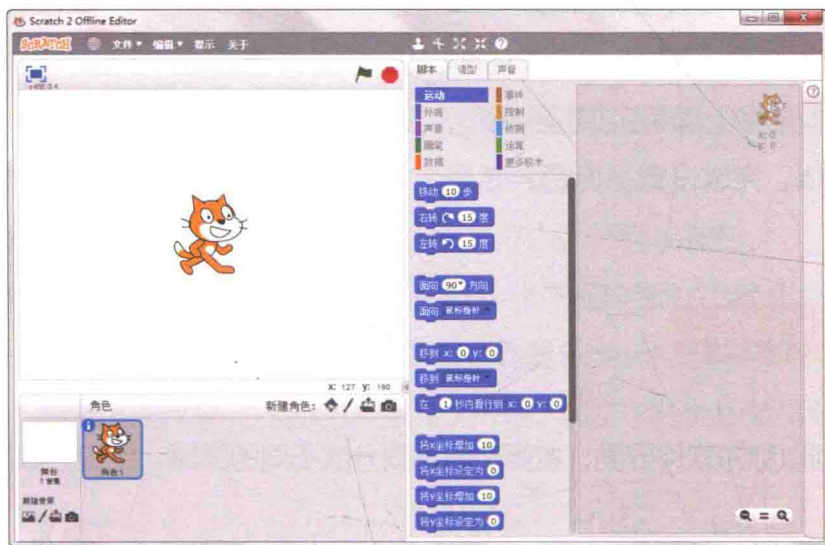 Scratch 2 Offline Editor
SCRATCH 文件 编辑 提示 关于
v456.0.4
脚本 造型 声音
运动 事件
外观 控制
声音 侦测
画笔 运算
数据 更多积木
x: 0
y: 0
移动 10 步
右转 15 度
左转 15 度
面向 90 方向
面向 鼠标指针
移到 x: 0 y: 0
移到 鼠标指针
在 1 秒内滑行到 x: 0 y: 0
将x坐标增加 10
将x坐标设定为 0
将y坐标增加 10
将y坐标设定为 0
x: 127 y: 180
角色 新建角色:
舞台
1 背景
角色1
新建背景